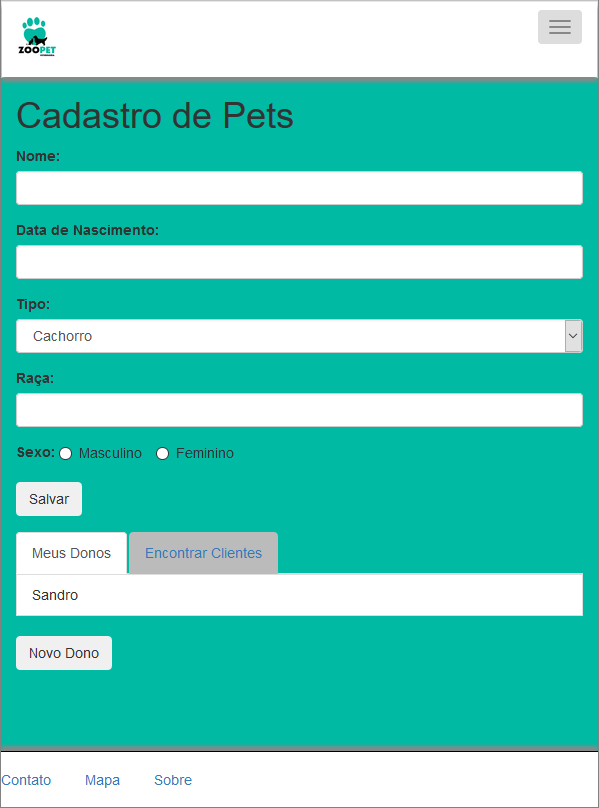 ZOOPET
Cadastro de Pets
Nome:
Data de Nascimento:
Tipo:
Cachorro
Raça:
Sexo: Masculino Feminino
Salvar
Meus Donos Encontrar Clientes
Sandro
Novo Dono
Contato Mapa Sobre